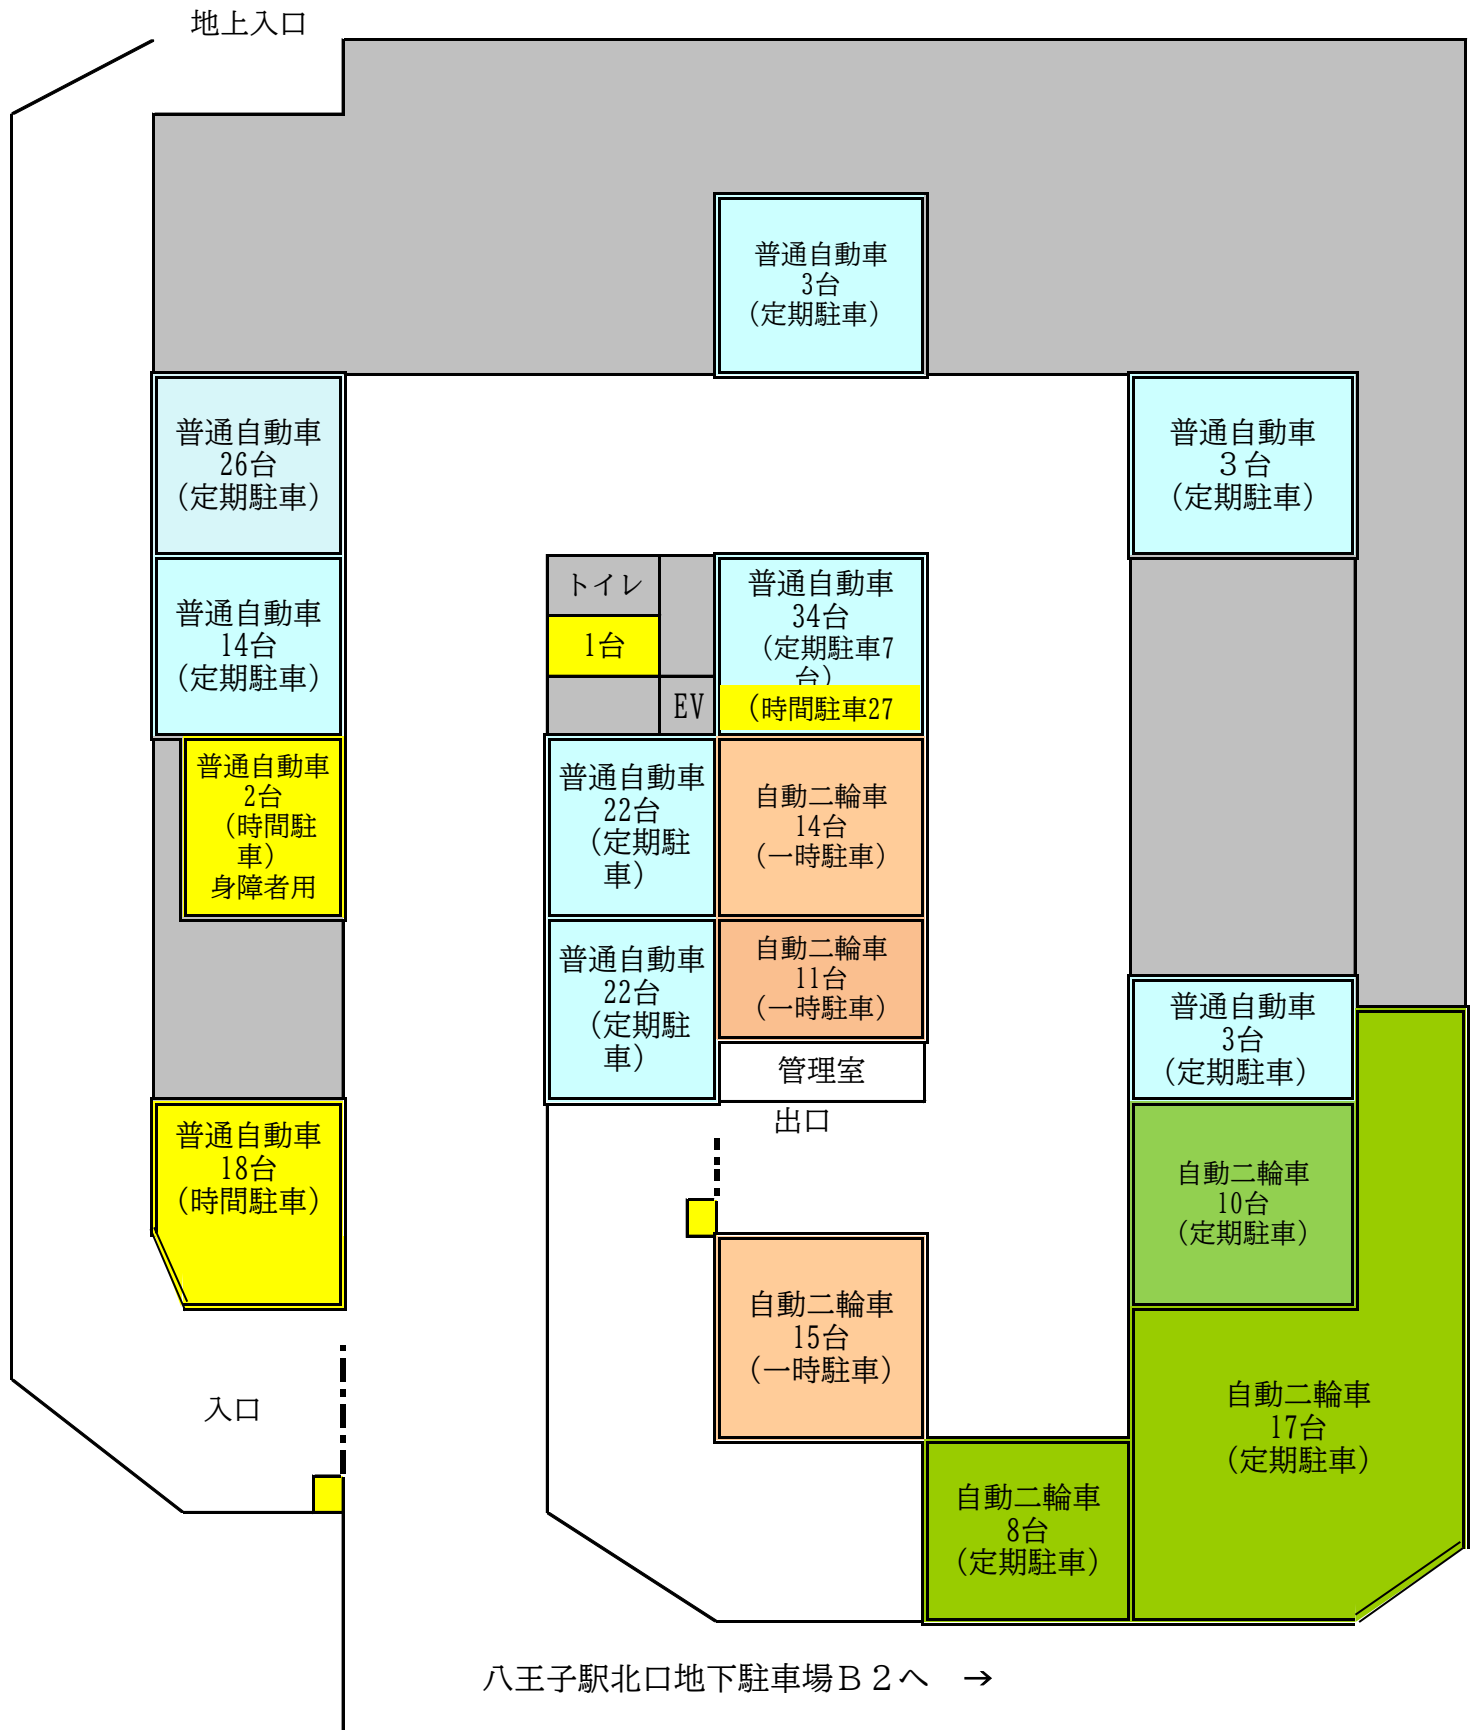 地上入口
普通自動車
3台
（定期駐車）
普通自動車
26台
（定期駐車）
普通自動車
３台
（定期駐車）
普通自動車
14台
（定期駐車）
トイレ
1台
EV
普通自動車
34台
（定期駐車7
台）
（時間駐車27
普通自動車
2台
（時間駐
車）
身障者用
普通自動車
22台
（定期駐
車）
自動二輪車
14台
（一時駐車）
普通自動車
22台
（定期駐
車）
自動二輪車
11台
（一時駐車）
管理室
出口
普通自動車
3台
（定期駐車）
普通自動車
18台
（時間駐車）
自動二輪車
10台
（定期駐車）
自動二輪車
15台
（一時駐車）
入口
自動二輪車
17台
（定期駐車）
自動二輪車
8台
（定期駐車）
八王子駅北口地下駐車場Ｂ２へ　→